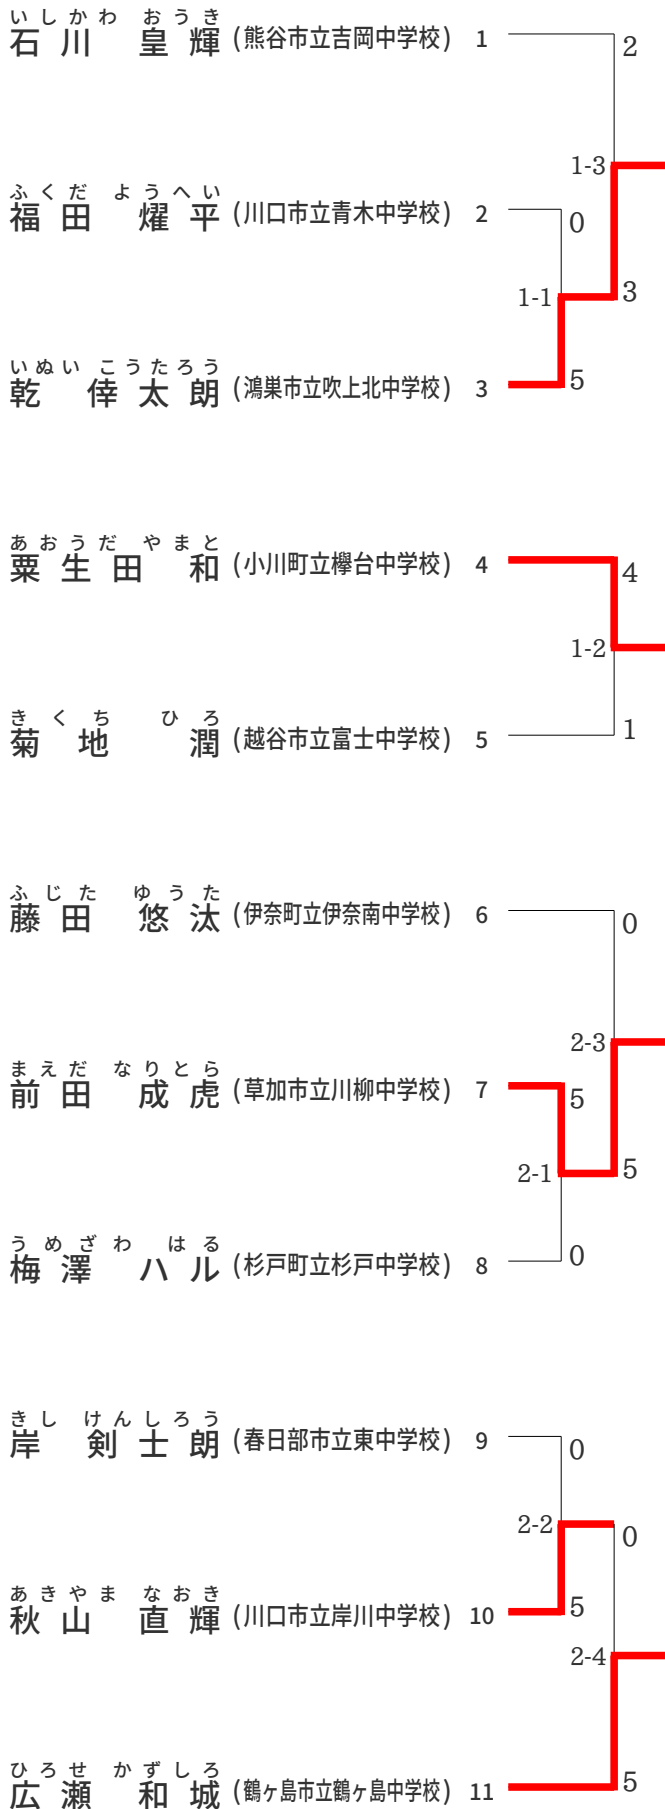 いしかわ おうき
石川 皇輝 (熊谷市立吉岡中学校) 1
2
1-3
ふくだ ようへい
福田 燿平 (川口市立青木中学校) 2
0
1-1
3
いぬい こうたろう
乾 倖太朗 (鴻巣市立吹上北中学校) 3
5
あおうだ やまと
粟生田 和 (小川町立欅台中学校) 4
4
1-2
きくち ひろ
菊地 潤 (越谷市立富士中学校) 5
1
ふじた ゆうた
藤田 悠汰 (伊奈町立伊奈南中学校) 6
0
2-3
まえだ なりとら
前田 成虎 (草加市立川柳中学校) 7
5
2-1
5
うめざわ はる
梅澤 ハル (杉戸町立杉戸中学校) 8
0
きし けんしろう
岸 剣士朗 (春日部市立東中学校) 9
0
2-2
0
あきやま なおき
秋山 直輝 (川口市立岸川中学校) 10
5
2-4
ひろせ かずしろ
広瀬 和城 (鶴ヶ島市立鶴ヶ島中学校) 11
5